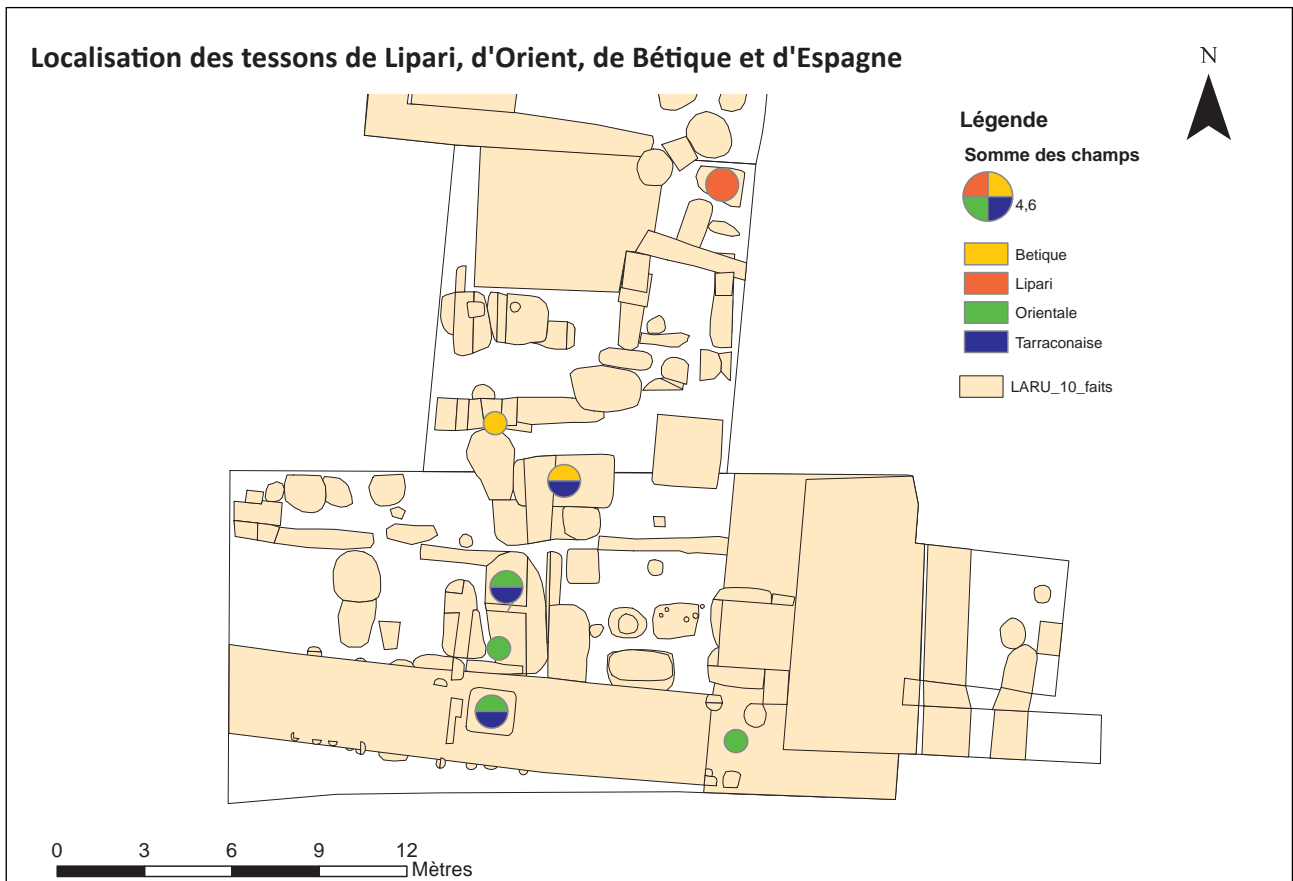 Localisation des tessons de Lipari, d'Orient, de Bétique et d'Espagne
N
Légende
Somme des champs
4,6
Betique
Lipari
Orientale
Tarraconaise
LARU_10_faits
0 3 6 9 12
Mètres